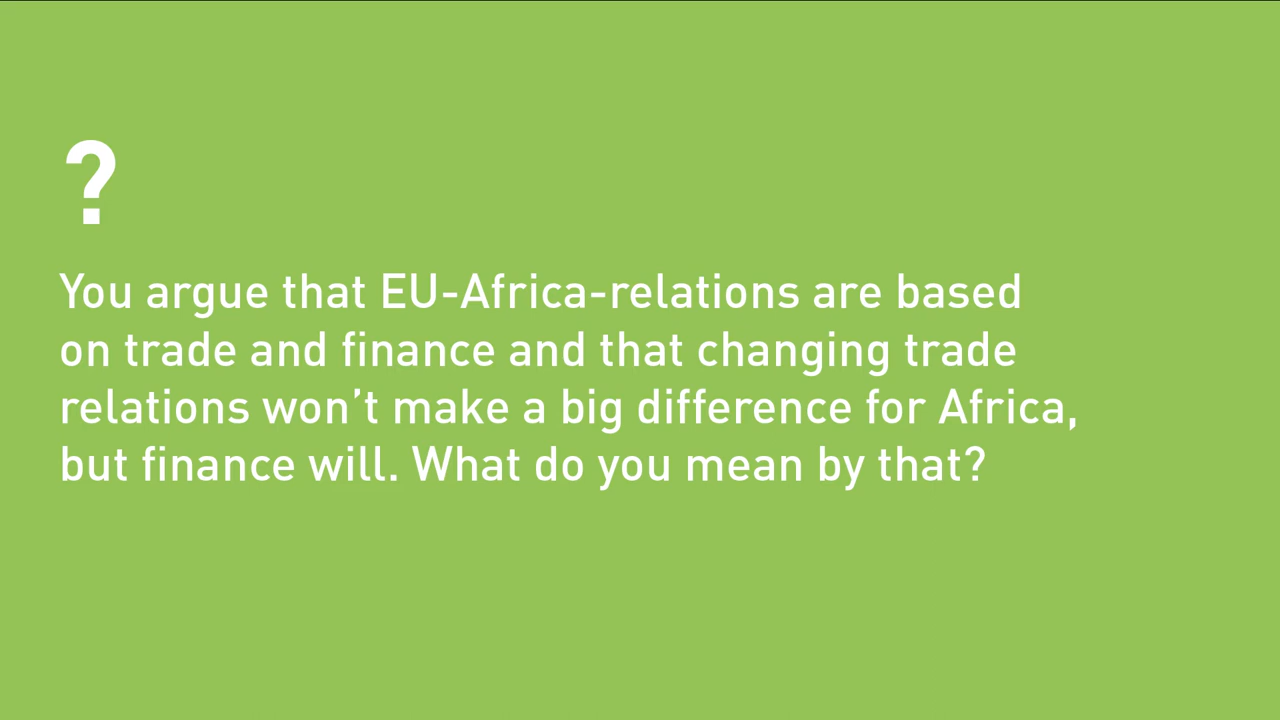 ?
You argue that EU-Africa-relations are based
on trade and finance and that changing trade
relations won’t make a big difference for Africa,
but finance will. What do you mean by that?